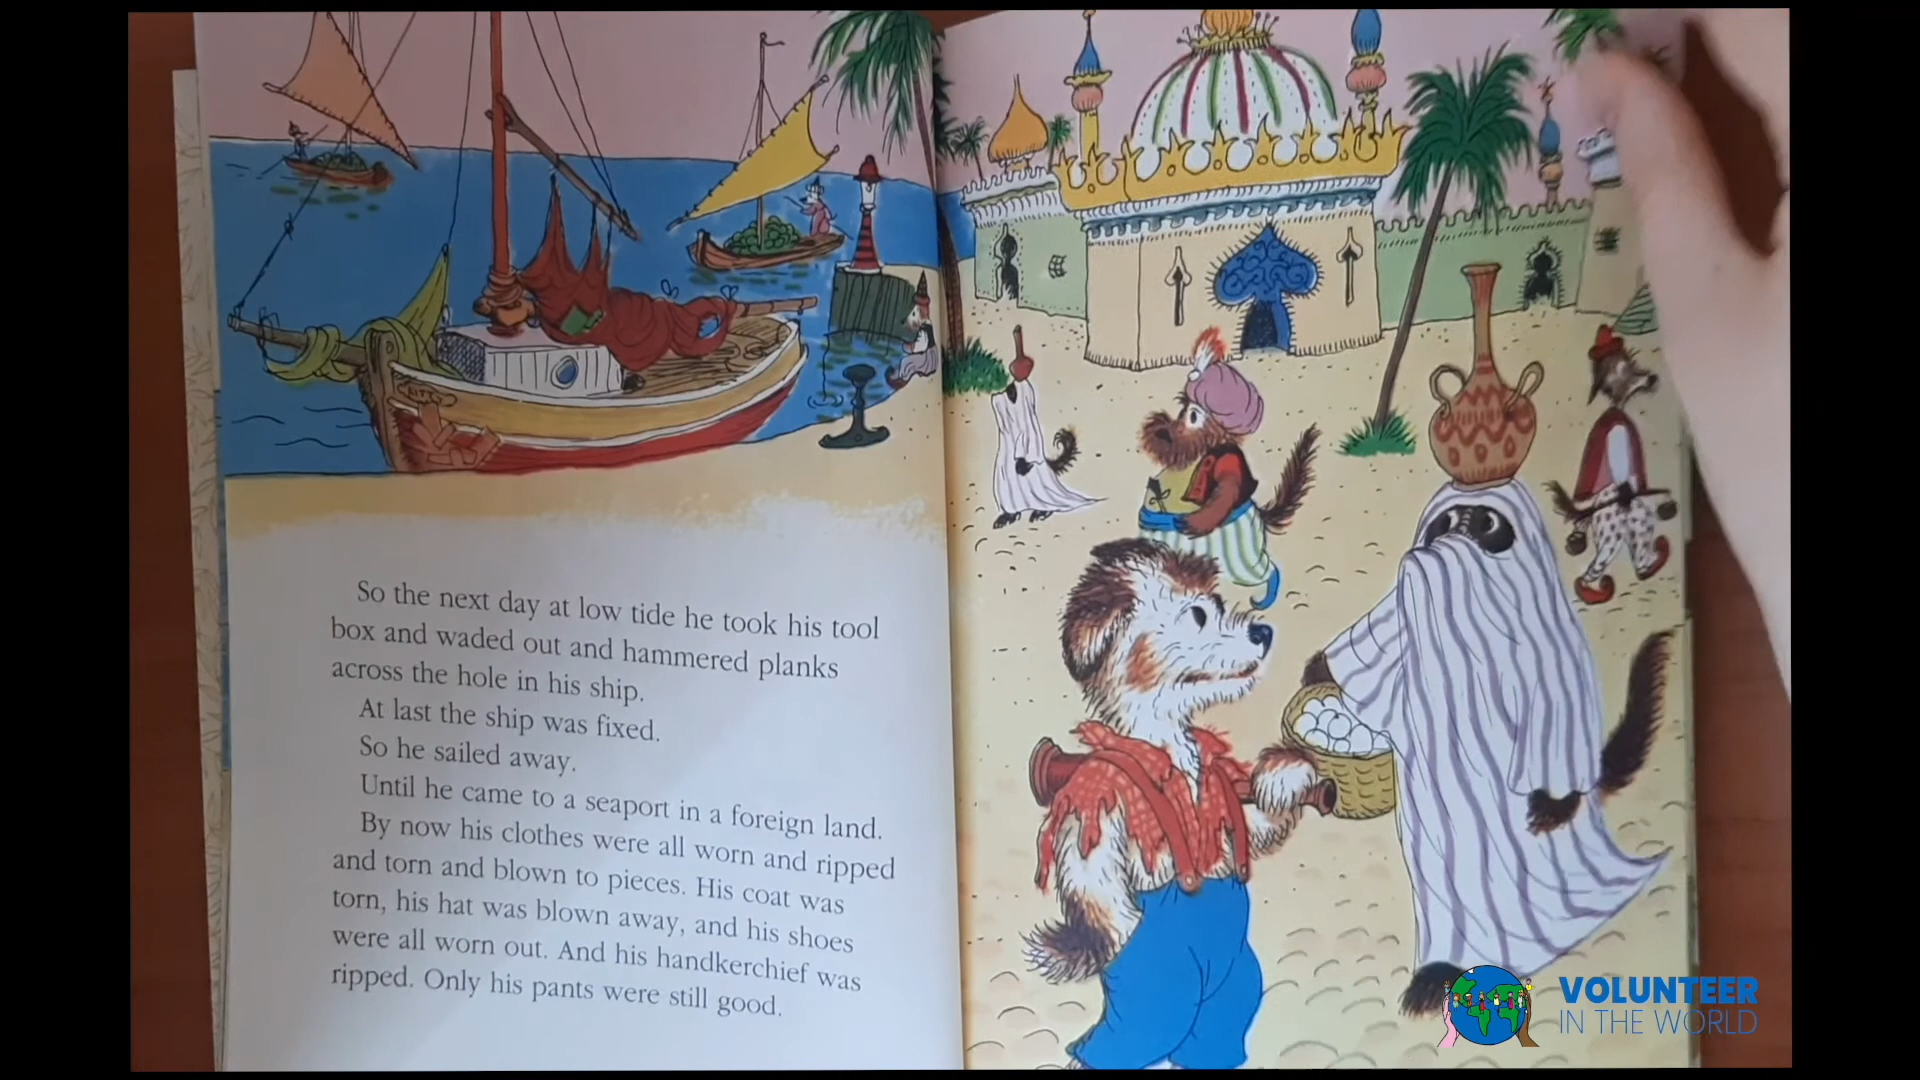 So the next day at low tide he took his tool
box and waded out and hammered planks
across the hole in his ship.
At last the ship was fixed.
So he sailed away.
Until he came to a seaport in a foreign land.
By now his clothes were all worn and ripped
and torn and blown to pieces. His coat was
torn, his hat was blown away, and his shoes
were all worn out. And his handkerchief was
ripped. Only his pants were still good.
VOLUNTEER
IN THE WORLD